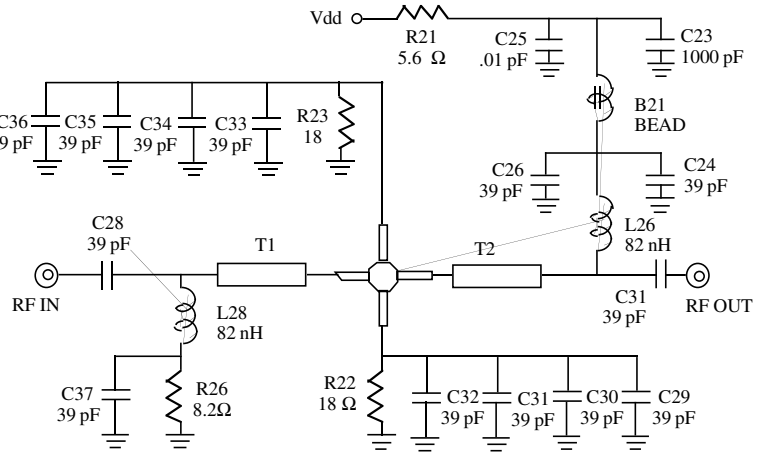 Vdd
R21
5.6 Ω
C25
.01 pF
C23
1000 pF
B21
BEAD
C36
9 pF
C35
39 pF
C34
39 pF
C33
39 pF
R23
18
C26
39 pF
C24
39 pF
C28
39 pF
T1
T2
L26
82 nH
RF IN
L28
82 nH
C31
39 pF
RF OUT
C37
39 pF
R26
8.2Ω
R22
18 Ω
C32
39 pF
C31
39 pF
C30
39 pF
C29
39 pF